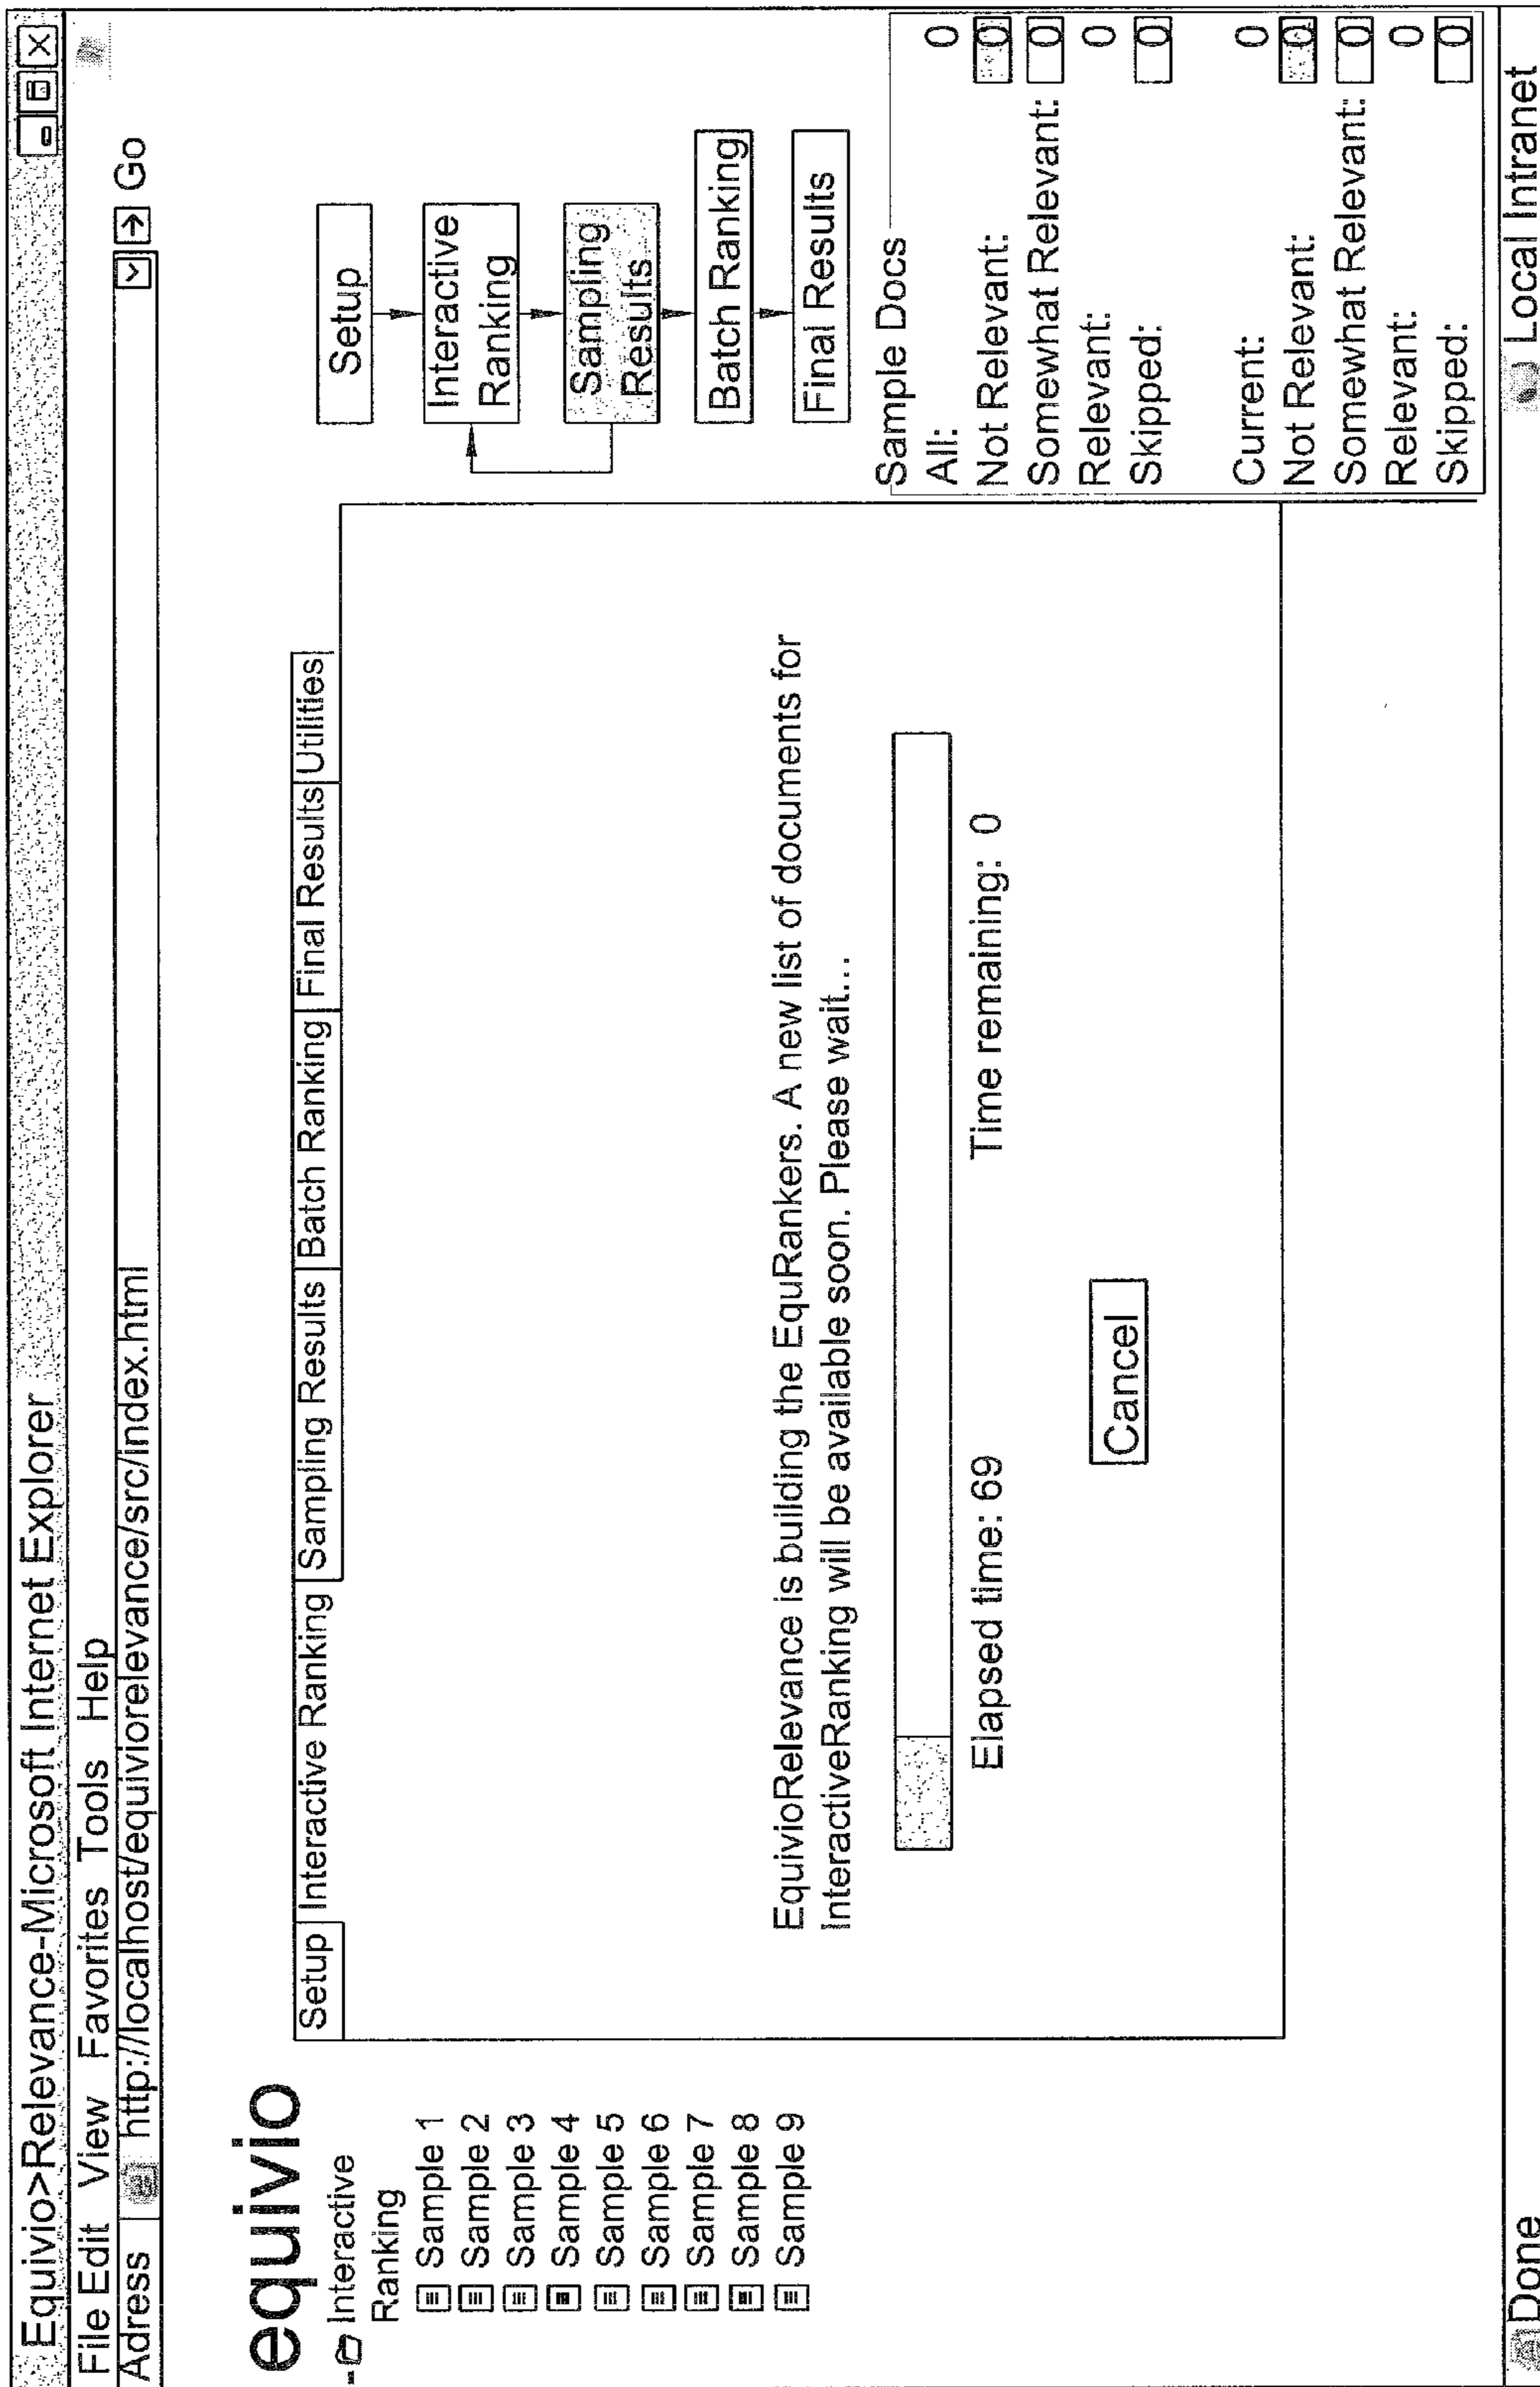 Equivio>Relevance-Microsoft Internet Explorer
File Edit View Favorites Tools Help
Adress http://localhost/equiviorelevance/src/index.html Go
equivio
Interactive
Ranking
Sample 1
Sample 2
Sample 3
Sample 4
Sample 5
Sample 6
Sample 7
Sample 8
Sample 9
Setup Interactive Ranking Sampling Results Batch Ranking Final Results Utilities
EquivioRelevance is building the EquRankers. A new list of documents for
InteractiveRanking will be available soon. Please wait...
Elapsed time: 69 Time remaining: 0
Cancel
Setup
Interactive
Ranking
Sampling
Results
Batch Ranking
Final Results
Sample Docs
All: 0
Not Relevant: 0
Somewhat Relevant: 0
Relevant: 0
Skipped: 0
Current: 0
Not Relevant: 0
Somewhat Relevant: 0
Relevant: 0
Skipped: 0
Done Local Intranet